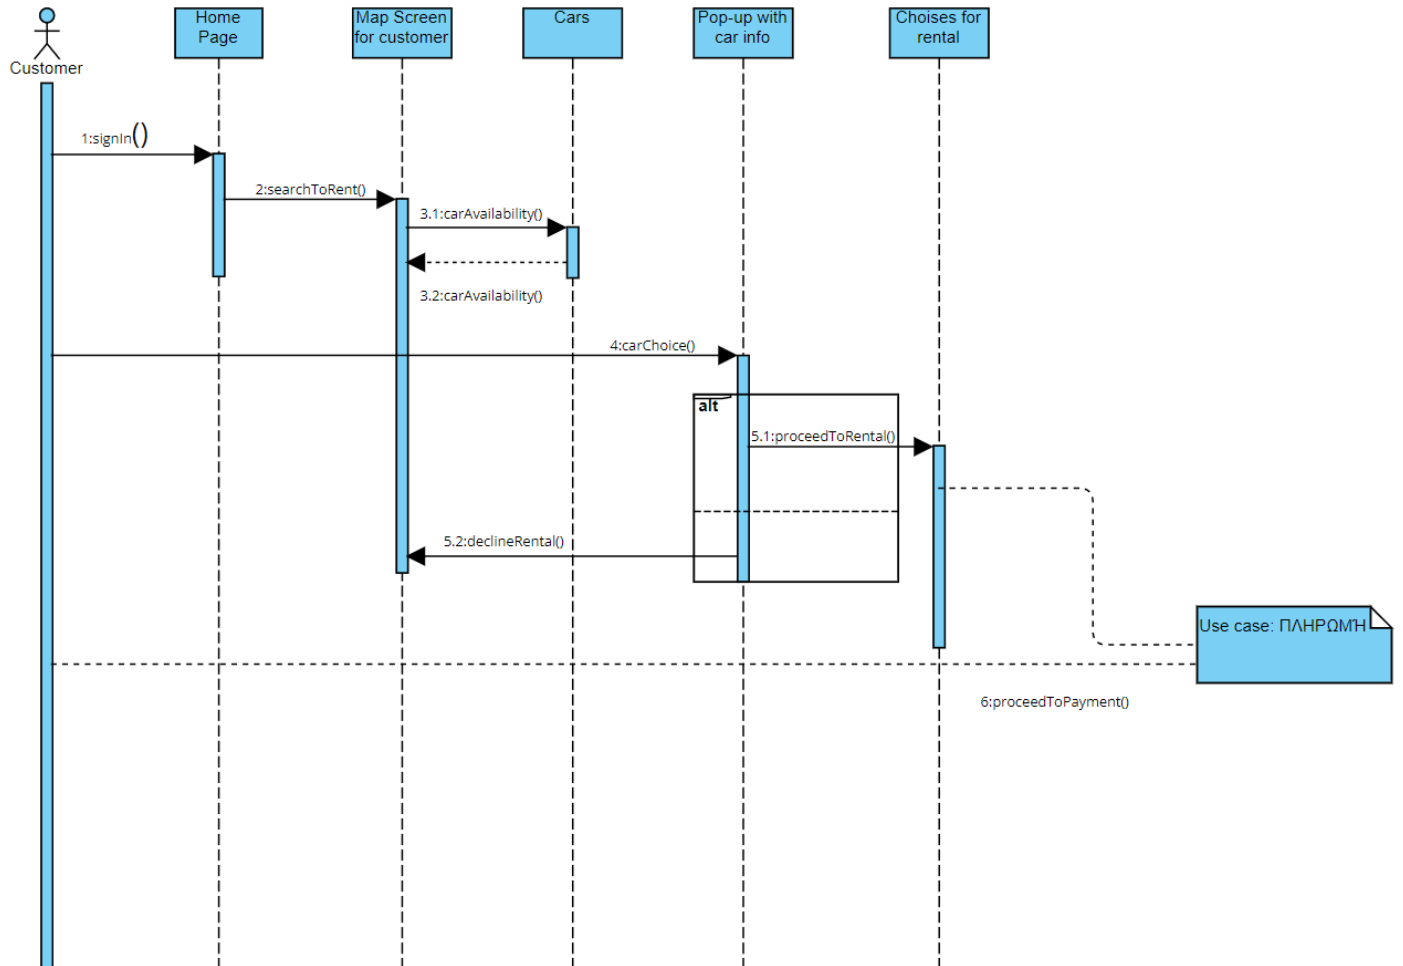 Customer
Home
Page
Map Screen
for customer
Cars
Pop-up with
car info
Choises for
rental
1:signIn()
2:searchToRent()
3.1:carAvailability()
3.2:carAvailability()
4:carChoice()
alt
5.1:proceedToRental()
5.2:declineRental()
Use case: ΠΛΗΡΩΜΉ
6:proceedToPayment()